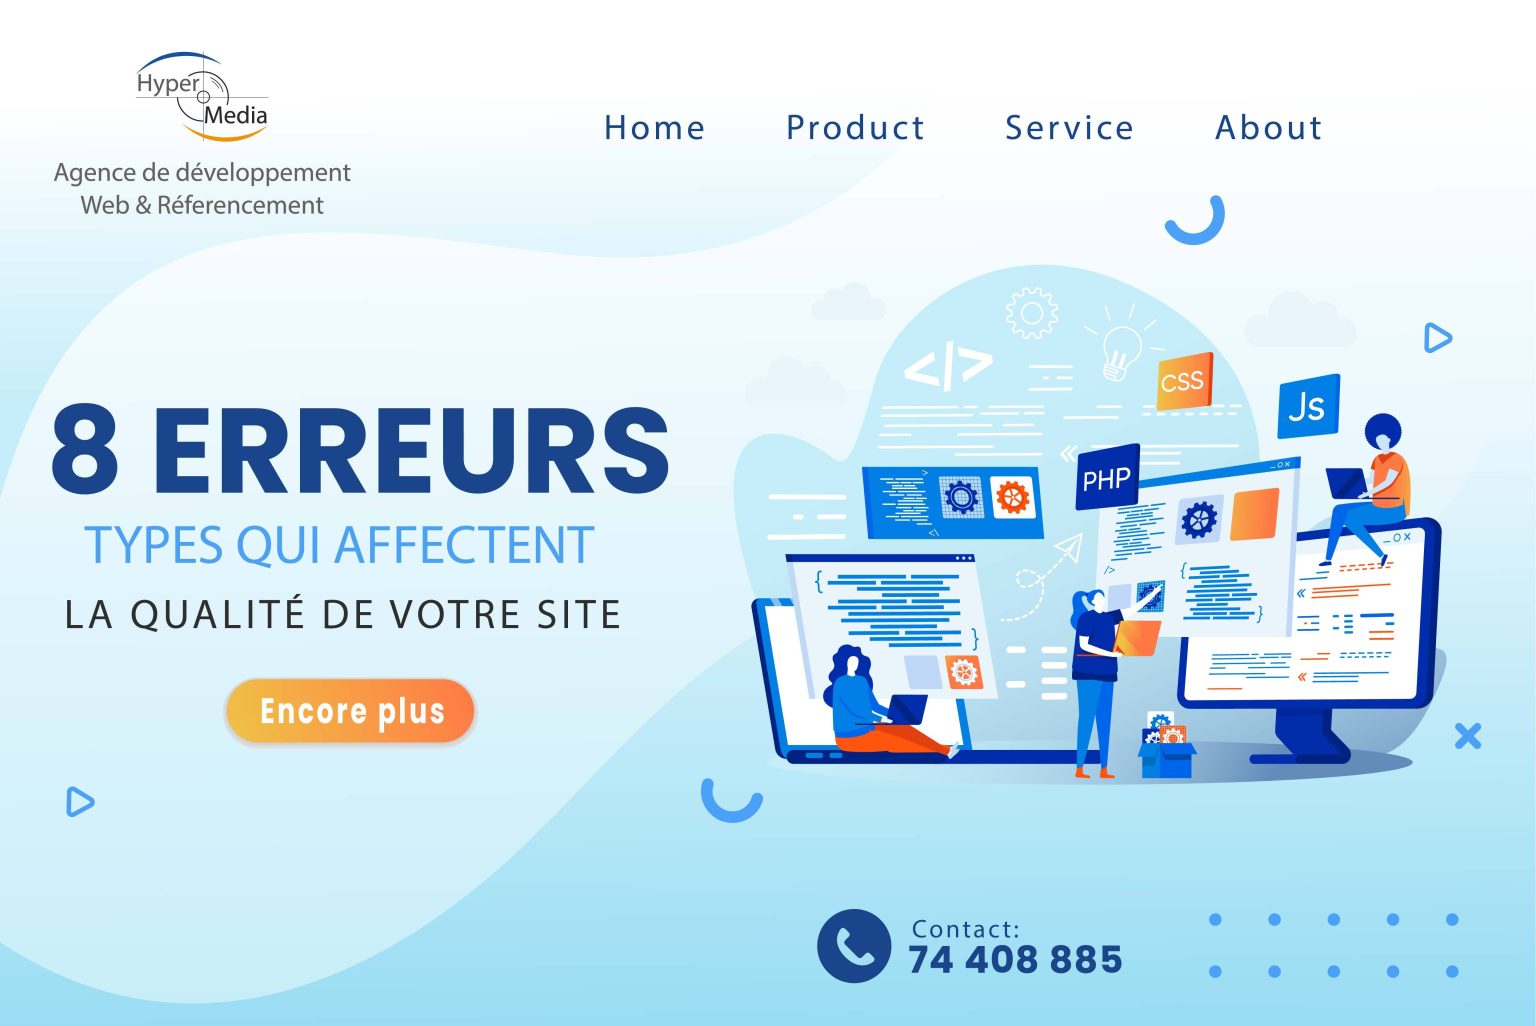 Hyper
Media
Agence de développement
Web & Réferencement
Home Product Service About
8 ERREURS
TYPES QUI AFFECTENT
LA QUALITÉ DE VOTRE SITE
Encore plus
</>
CSS
Js
PHP
Contact:
74 408 885